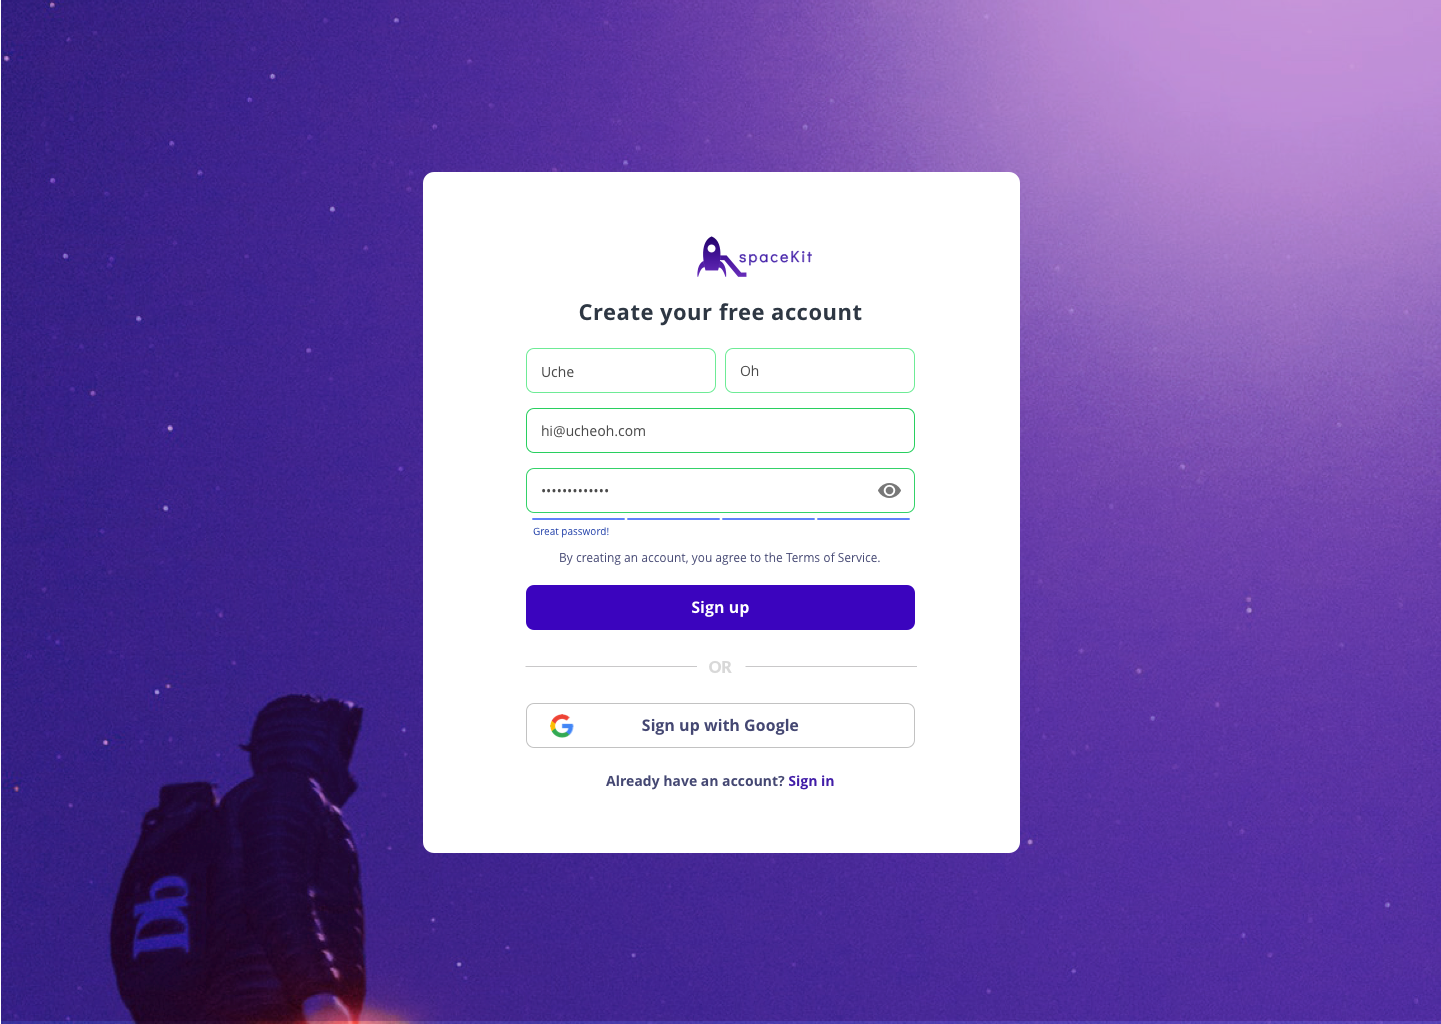 spaceKit
Create your free account
Uche
Oh
hi@ucheoh.com
•••••••••••••
Great password!
By creating an account, you agree to the Terms of Service.
Sign up
OR
Sign up with Google
Already have an account? Sign in
Db